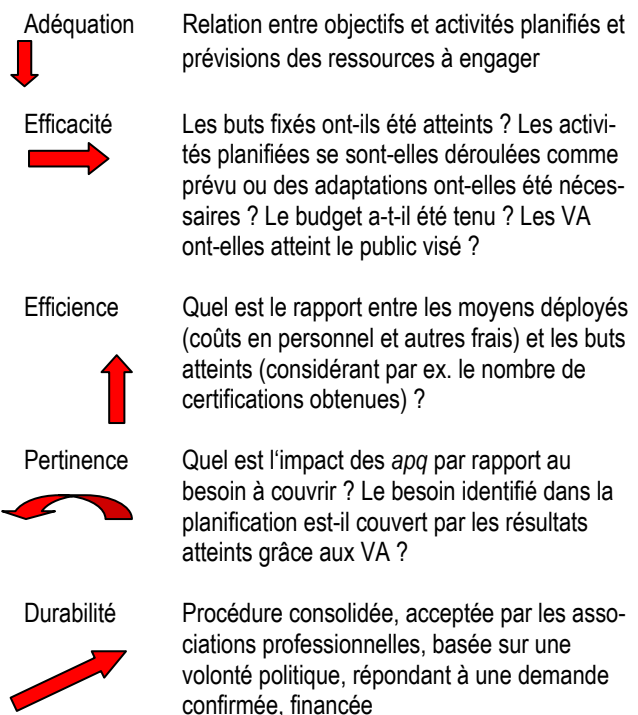 Adéquation Relation entre objectifs et activités planifiés et
prévisions des ressources à engager
Efficacité Les buts fixés ont-ils été atteints ? Les activi-
tés planifiées se sont-elles déroulées comme
prévu ou des adaptations ont-elles été néces-
saires ? Le budget a-t-il été tenu ? Les VA
ont-elles atteint le public visé ?
Efficience Quel est le rapport entre les moyens déployés
(coûts en personnel et autres frais) et les buts
atteints (considérant par ex. le nombre de
certifications obtenues) ?
Pertinence Quel est l‘impact des apq par rapport au
besoin à couvrir ? Le besoin identifié dans la
planification est-il couvert par les résultats
atteints grâce aux VA ?
Durabilité Procédure consolidée, acceptée par les asso-
ciations professionnelles, basée sur une
volonté politique, répondant à une demande
confirmée, financée